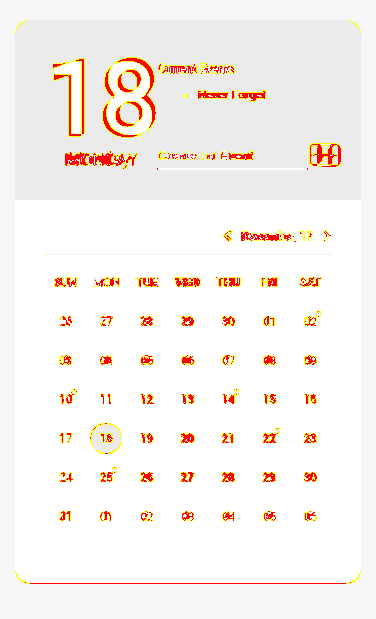 18
MONDAY
Current Events
Never Forget
Create an Event
< December, 17 >
SUN MON TUE WED THU FRI SAT
26 27 28 29 30 01 02
03 04 05 06 07 08 09
10 11 12 13 14 15 16
17 18 19 20 21 22 23
24 25 26 27 28 29 30
31 01 02 03 04 05 06